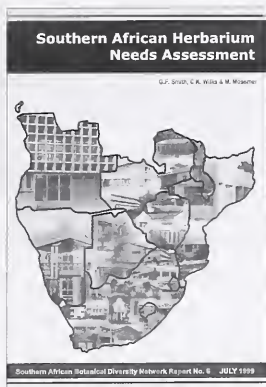 Southern African Herbarium
Needs Assessment
G.F. Smith, C.K. Willis & M. Mössmer
Southern African Botanical Diversity Network Report No. 6 JULY 1999